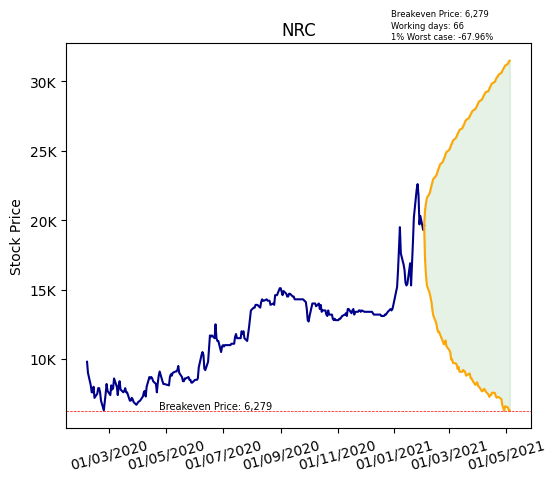 Breakeven Price: 6,279
Working days: 66
1% Worst case: -67.96%
NRC
Stock Price
30K
25K
20K
15K
10K
Breakeven Price: 6,279
01/03/2020
01/05/2020
01/07/2020
01/09/2020
01/11/2020
01/01/2021
01/03/2021
01/05/2021